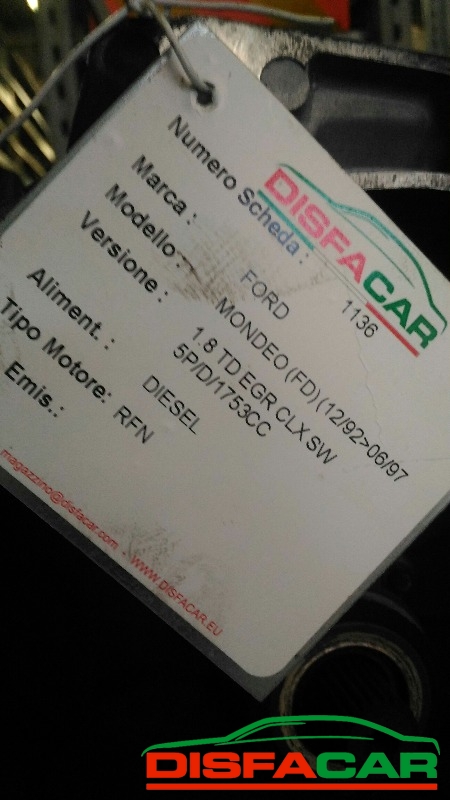 DISFACAR
Numero Scheda : 1136
Marca : FORD
Modello : MONDEO (FD) (12/92>06/97
Versione : 1.8 TD EGR CLX SW
5P/D/1753CC
Aliment. : DIESEL
Tipo Motore: RFN
Emis.:
magazzino@disfacar.com - WWW.DISFACAR.EU
DISFACAR